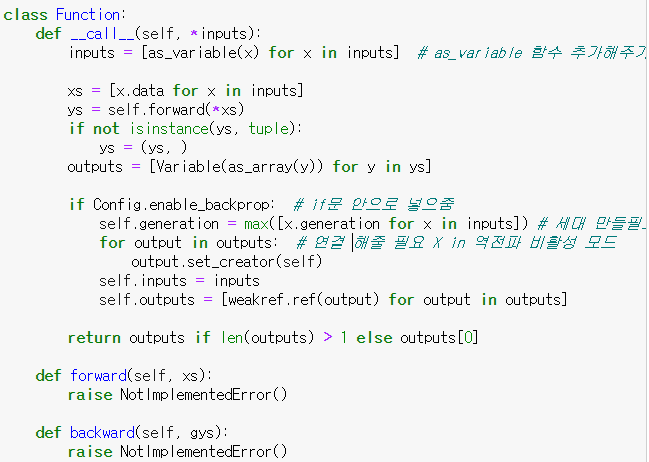 class Function:
    def __call__(self, *inputs):
        inputs = [as_variable(x) for x in inputs]  # as_variable 함수 추가해주기

        xs = [x.data for x in inputs]
        ys = self.forward(*xs)
        if not isinstance(ys, tuple):
            ys = (ys, )
        outputs = [Variable(as_array(y)) for y in ys]

        if Config.enable_backprop:  # if문 안으로 넣으줌
            self.generation = max([x.generation for x in inputs]) # 세대 만들필
            for output in outputs:  # 연결 해줄 필요 X in 역전파 비활성 모드
                output.set_creator(self)
            self.inputs = inputs
            self.outputs = [weakref.ref(output) for output in outputs]

        return outputs if len(outputs) > 1 else outputs[0]

    def forward(self, xs):
        raise NotImplementedError()

    def backward(self, gys):
        raise NotImplementedError()